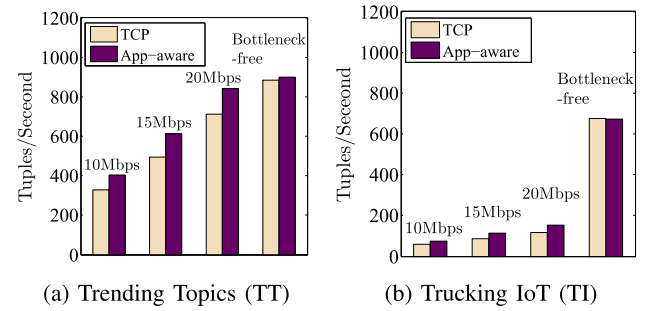 1200
1000
800
600
400
200
0
Tuples/Seceond
TCP
App-aware
10Mbps
15Mbps
20Mbps
Bottleneck
-free
(a) Trending Topics (TT)
1200
1000
800
600
400
200
0
Tuples/Seceond
TCP
App-aware
10Mbps
15Mbps
20Mbps
Bottleneck
-free
(b) Trucking IoT (TI)